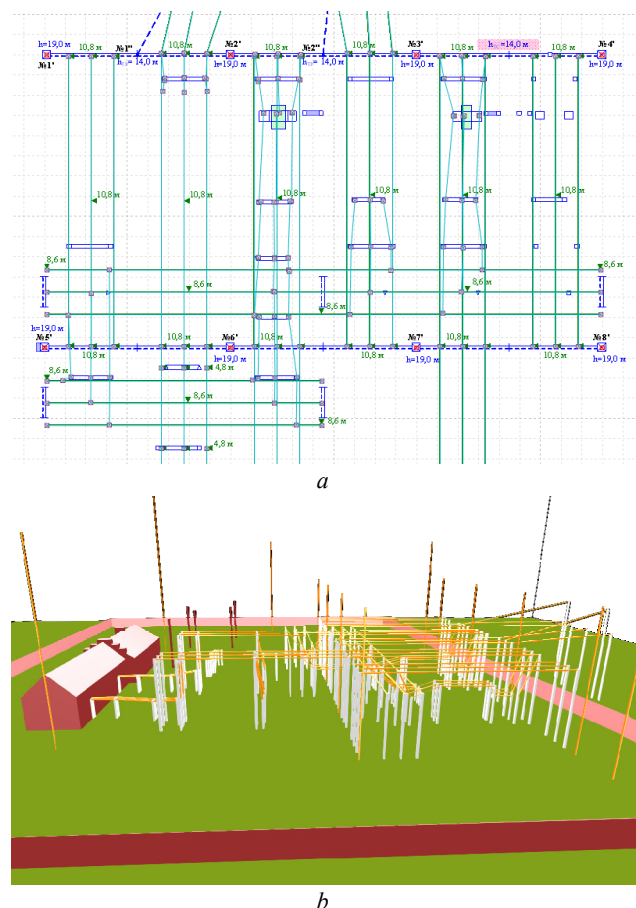 №1" 10,8 м №2' 10,8 м №2" 10,8 м №3' 10,8 м h =14,0 м №4'
h=19,0 м 10,8 м h = 14,0 м h=19,0 м h = 14,0 м h=19,0 м 10,8 м h=19,0 м
№1'
10,8 м 10,8 м 10,8 м 10,8 м 10,8 м
8,6 м 8,6 м
8,6 м 8,6 м
8,6 м
h=19,0 м
№5' 10,8 м №6' 10,8 м №7' 10,8 м №8'
10,8 м h=19,0 м 10,8 м h=19,0 м 10,8 м h=19,0 м
8,6 м 4,8 м
8,6 м
8,6 м
4,8 м
a
b